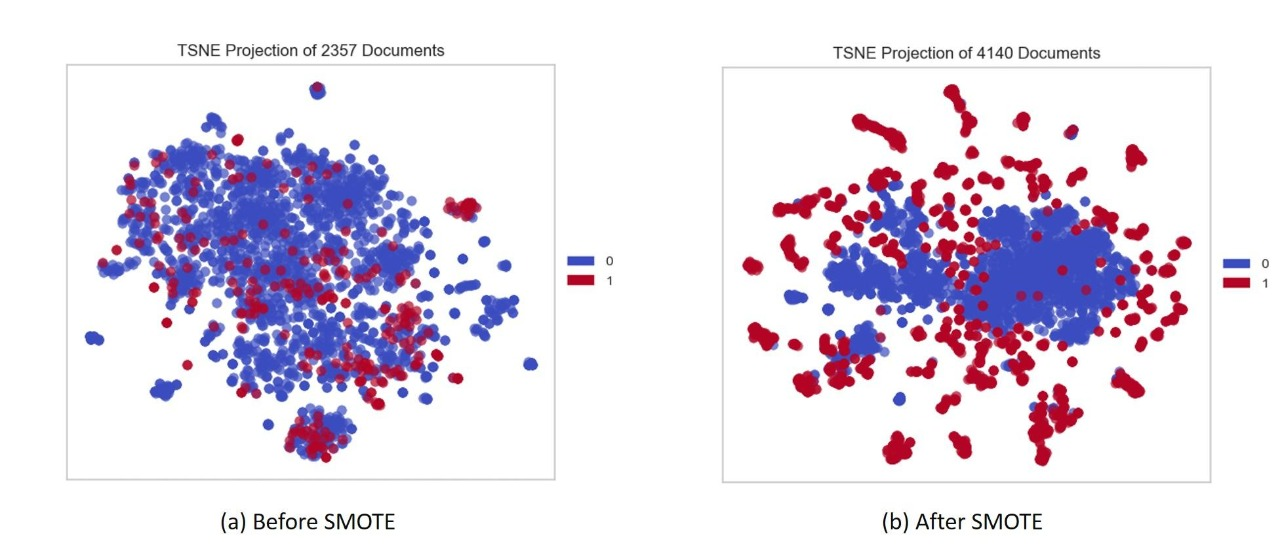 TSNE Projection of 2357 Documents
0
1
(a) Before SMOTE
TSNE Projection of 4140 Documents
0
1
(b) After SMOTE